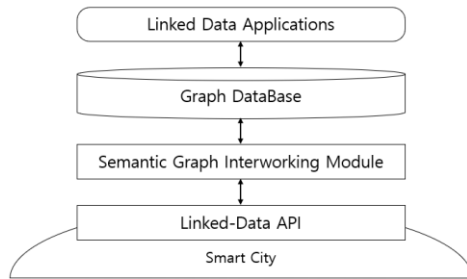 Linked Data Applications
Graph DataBase
Semantic Graph Interworking Module
Linked-Data API
Smart City